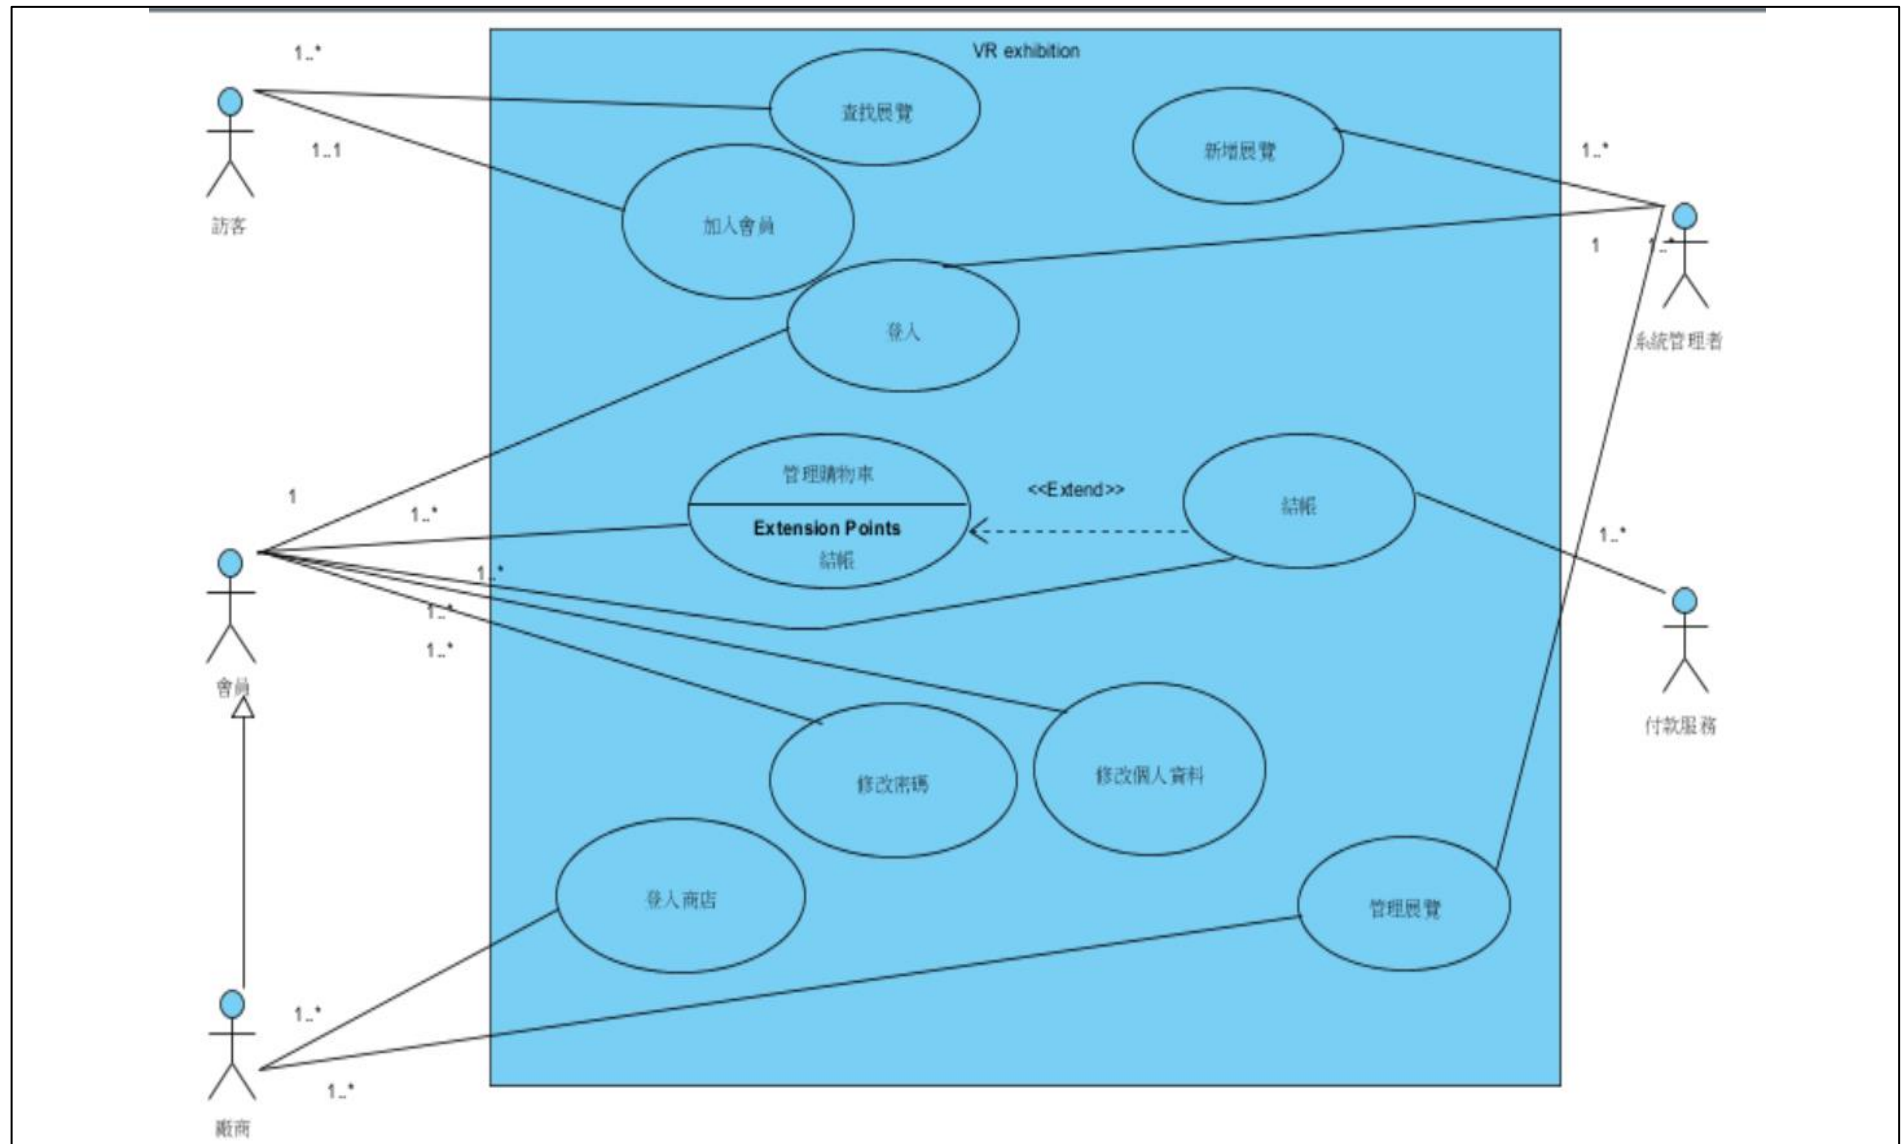 VR exhibition
1..*
查找展覽
新增展覽
1..*
1..1
訪客
加入會員
1
1..*
登入
系統管理者
管理購物車
<<Extend>>
1
結帳
1..*
Extension Points
1..*
結帳
1..*
1..*
1..*
會員
付款服務
修改密碼
修改個人資料
登入商店
管理展覽
1..*
1..*
廠商